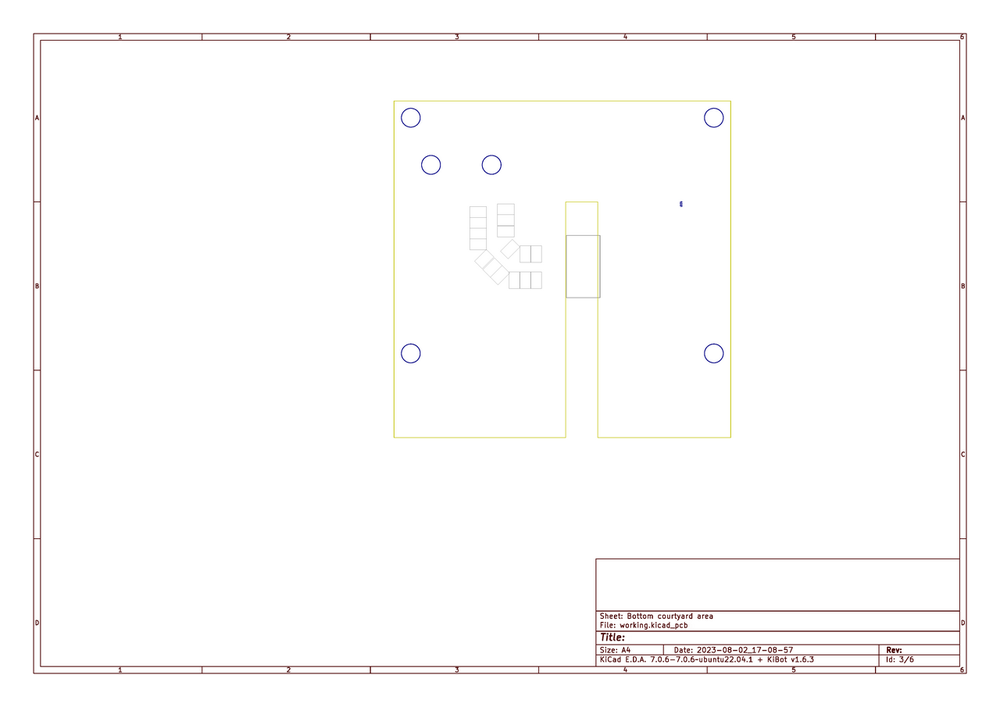 1 2 3 4 5 6
A A
B B
C C
D D
Sheet: Bottom courtyard area
File: working.kicad_pcb
Title:
Size: A4 Date: 2023-08-02_17-08-57 Rev:
KiCad E.D.A. 7.0.6-7.0.6~ubuntu22.04.1 + KiBot v1.6.3 Id: 3/6
1 2 3 4 5 6